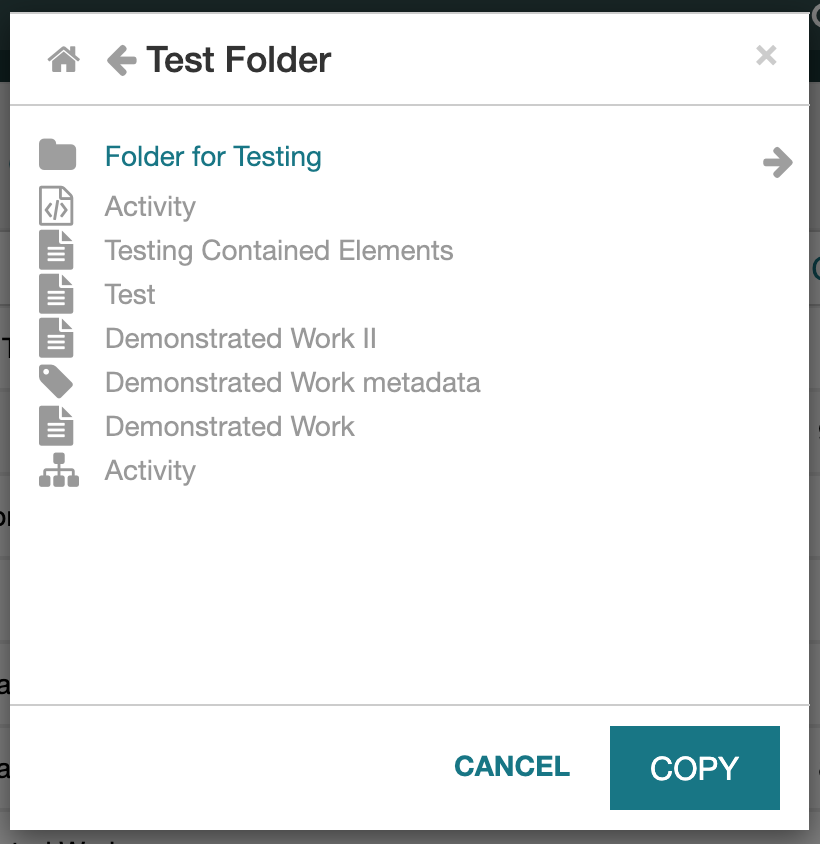 Test Folder
Folder for Testing
Activity
Testing Contained Elements
Test
Demonstrated Work II
Demonstrated Work metadata
Demonstrated Work
Activity
CANCEL
COPY